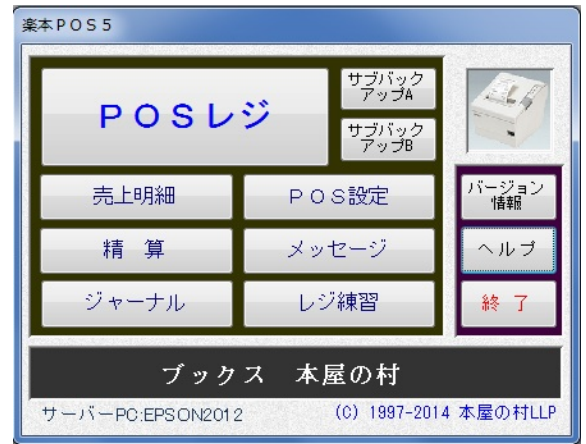 楽本POS5
POSレジ
サブバック
アップA
サブバック
アップB
売上明細
POS設定
バージョン
情報
精 算
メッセージ
ヘルプ
ジャーナル
レジ練習
終 了
ブックス 本屋の村
サーバーPC:EPSON2012
(C) 1997-2014 本屋の村LLP